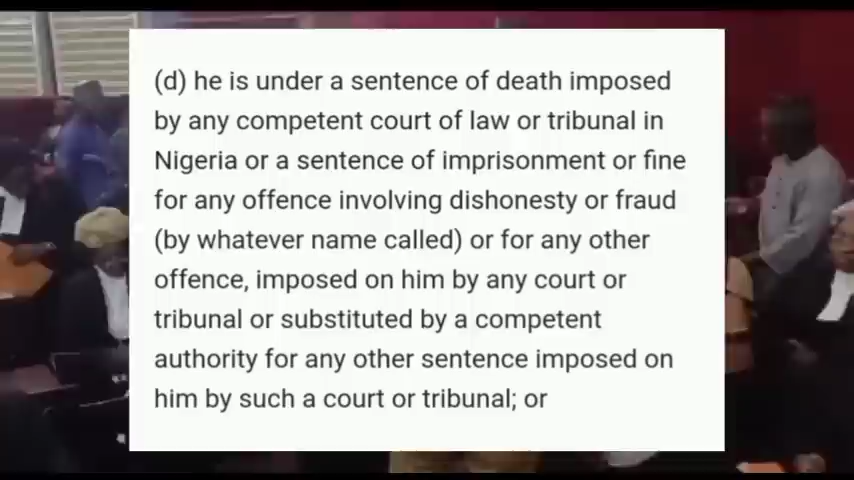 (d) he is under a sentence of death imposed
by any competent court of law or tribunal in
Nigeria or a sentence of imprisonment or fine
for any offence involving dishonesty or fraud
(by whatever name called) or for any other
offence, imposed on him by any court or
tribunal or substituted by a competent
authority for any other sentence imposed on
him by such a court or tribunal; or